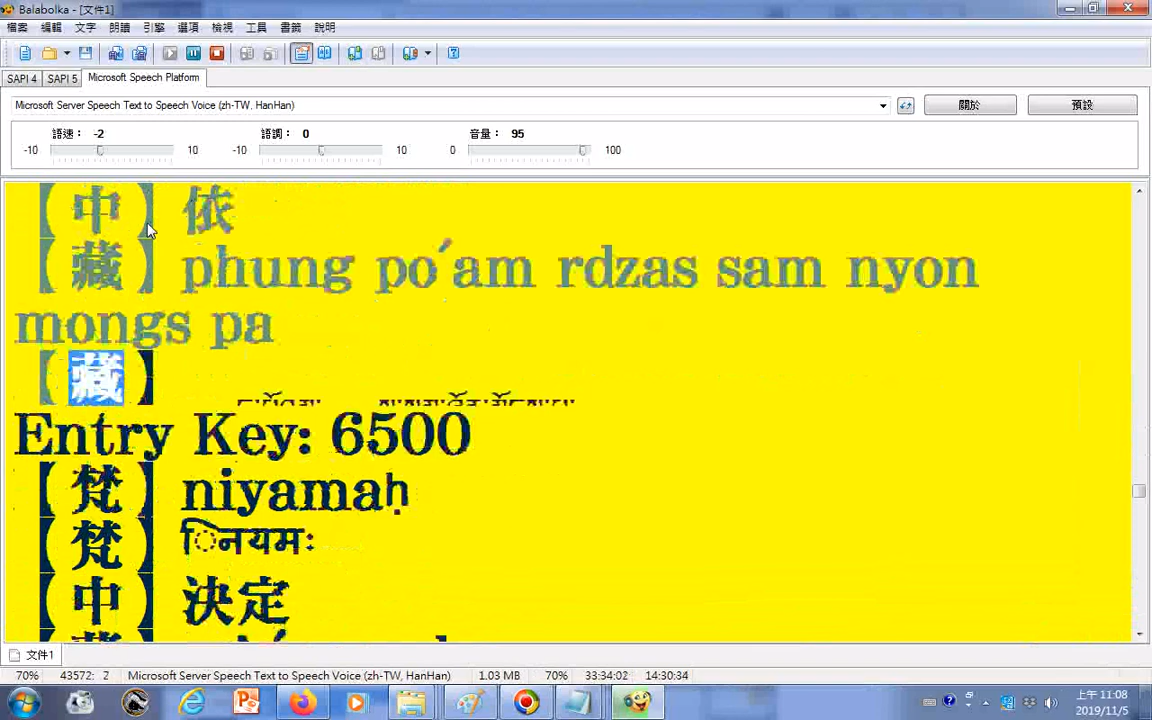 Balabolka - [文件1]
檔案 編輯 文字 朗讀 引擎 選項 檢視 工具 書籤 說明
SAPI 4 SAPI 5 Microsoft Speech Platform
Microsoft Server Speech Text to Speech Voice (zh-TW, HanHan) 關於 預設
語速： -2 語調： 0 音量： 95
-10 10 -10 10 0 100
【中】依
【藏】phung po´am rdzas sam nyon
mongs pa
【藏】
Entry Key: 6500
【梵】niyamaḥ
【梵】िनयमः
【中】決定
文件1
70% 43572: 2 Microsoft Server Speech Text to Speech Voice (zh-TW, HanHan) 1.03 MB 70% 33:34:02 14:30:34
上午 11:08
2019/11/5